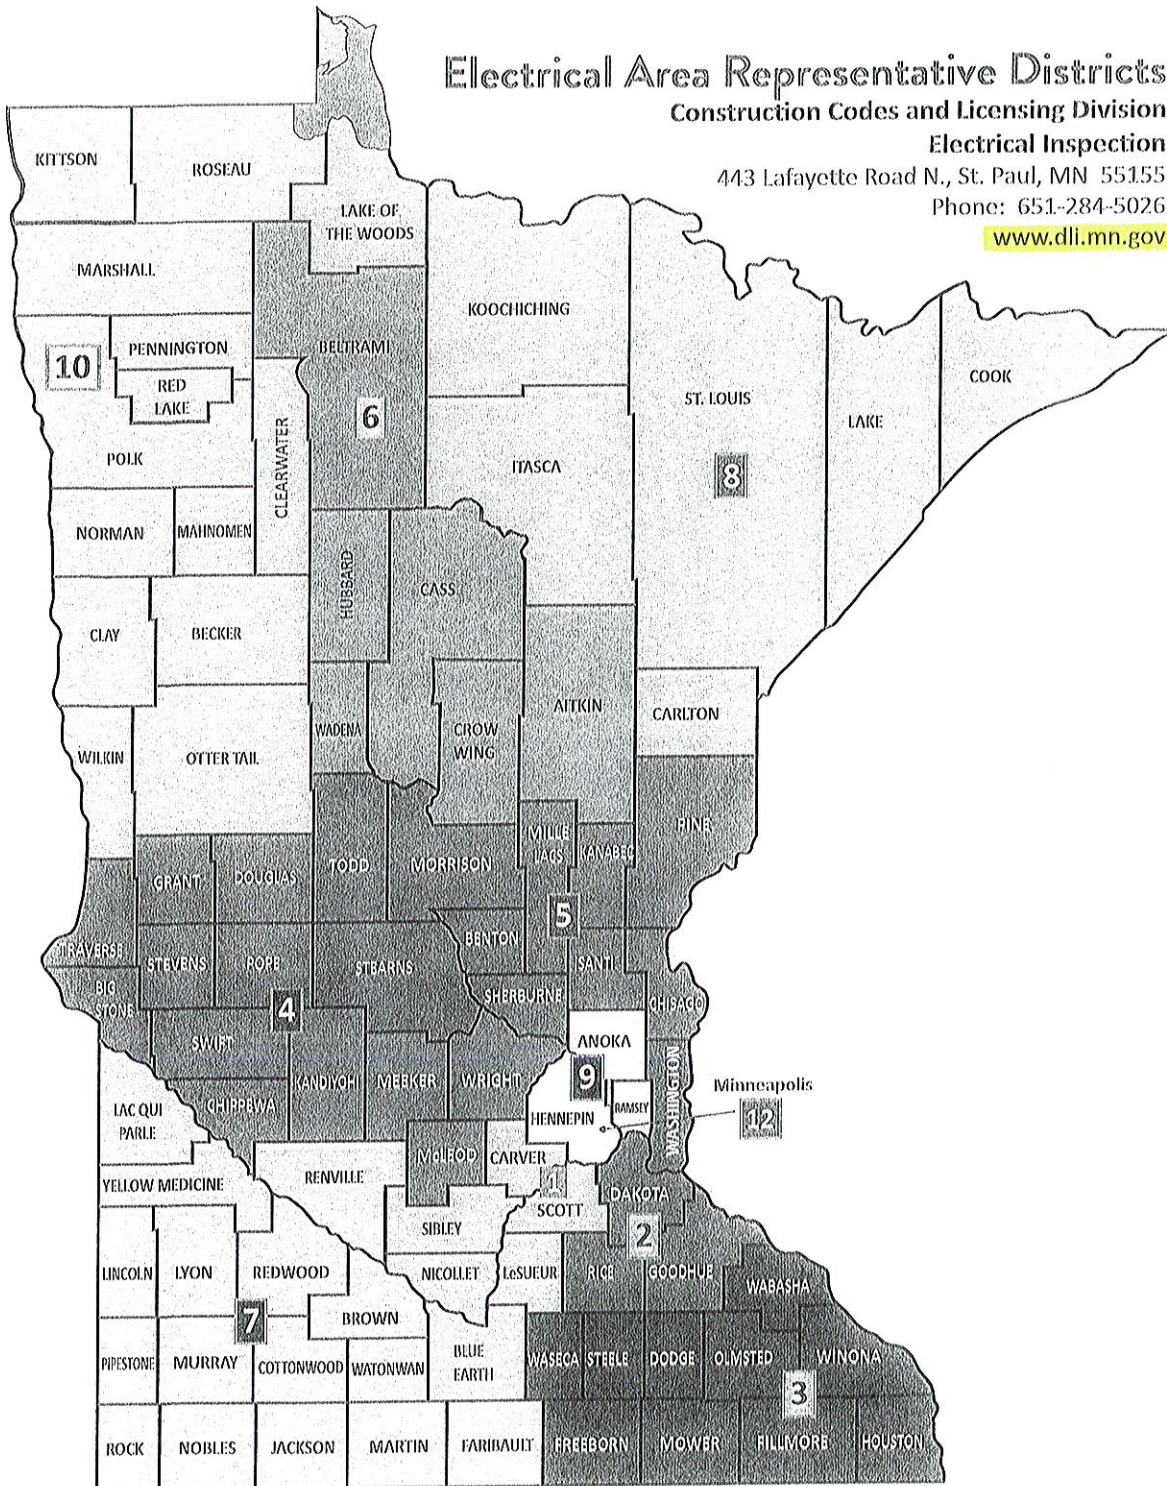 Electrical Area Representative Districts
Construction Codes and Licensing Division
Electrical Inspection
443 Lafayette Road N., St. Paul, MN 55155
Phone: 651-284-5026
www.dli.mn.gov
KITTSON
ROSEAU
LAKE OF
THE WOODS
MARSHALL
KOOCHICHING
BELTRAMI
PENNINGTON
10
RED
LAKE
COOK
ST. LOUIS
LAKE
6
CLEARWATER
POLK
ITASCA
8
NORMAN
MAHNOMEN
HUBBARD
CASS
CLAY
BECKER
AITKIN
CARLTON
WADENA
CROW
WING
WILKIN
OTTER TAIL
PINE
MILLE
LACS
KANABEC
TODD
MORRISON
GRANT
DOUGLAS
5
BENTON
TRAVERSE
STEVENS
POPE
STEARNS
SANTI
BIG
STONE
SHERBURNE
CHISAGO
4
SWIFT
ANOKA
KANDIYOHI
MEEKER
WRIGHT
9
WASHINGTON
Minneapolis
12
CHIPPEWA
LAC QUI
PARLE
HENNEPIN
RAMSEY
McLEOD
CARVER
RENVILLE
YELLOW MEDICINE
1
DAKOTA
SCOTT
SIBLEY
2
LINCOLN
LYON
REDWOOD
NICOLLET
LeSUEUR
RICE
GOODHUE
WABASHA
7
BROWN
PIPESTONE
MURRAY
COTTONWOOD
WATONWAN
BLUE
EARTH
WASECA
STEELE
DODGE
OLMSTED
WINONA
3
ROCK
NOBLES
JACKSON
MARTIN
FARIBAULT
FREEBORN
MOWER
FILLMORE
HOUSTON